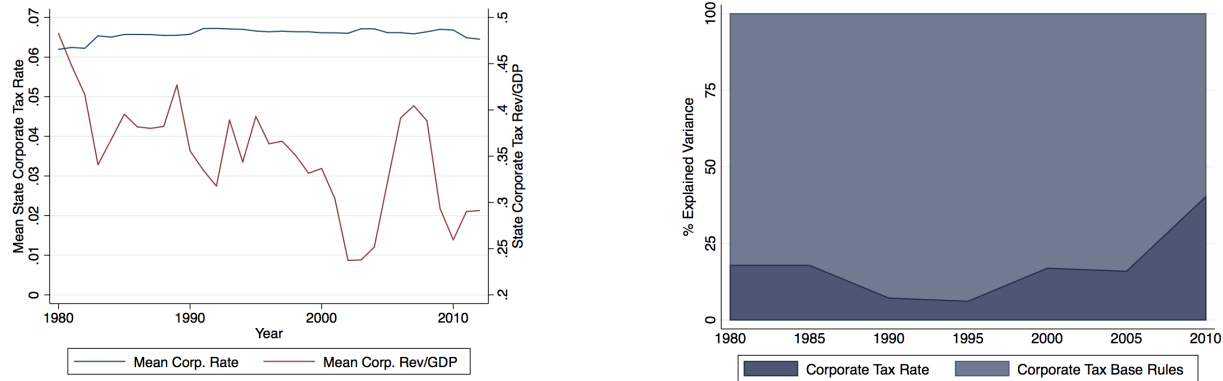 .07
.06
.05
.04
.03
.02
.01
0
Mean State Corporate Tax Rate
.5
.45
.4
.35
.3
.25
.2
State Corporate Tax Rev/GDP
1980 1990 2000 2010
Year
Mean Corp. Rate Mean Corp. Rev/GDP
100
75
50
25
0
% Explained Variance
1980 1985 1990 1995 2000 2005 2010
Corporate Tax Rate Corporate Tax Base Rules